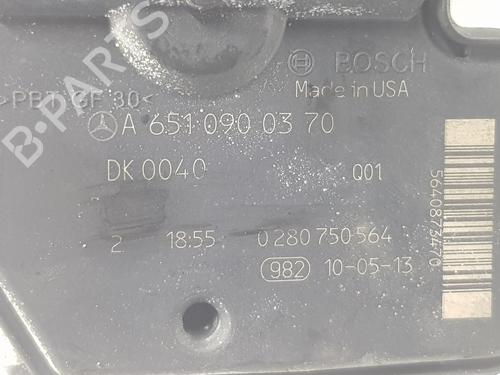 BOSCH
Made in USA
>PBT GF 30<
A 651 090 03 70
DK 0040 Q01
2 18:55 0 280 750 564
982 10-05-13
5640873470
B-PARTS